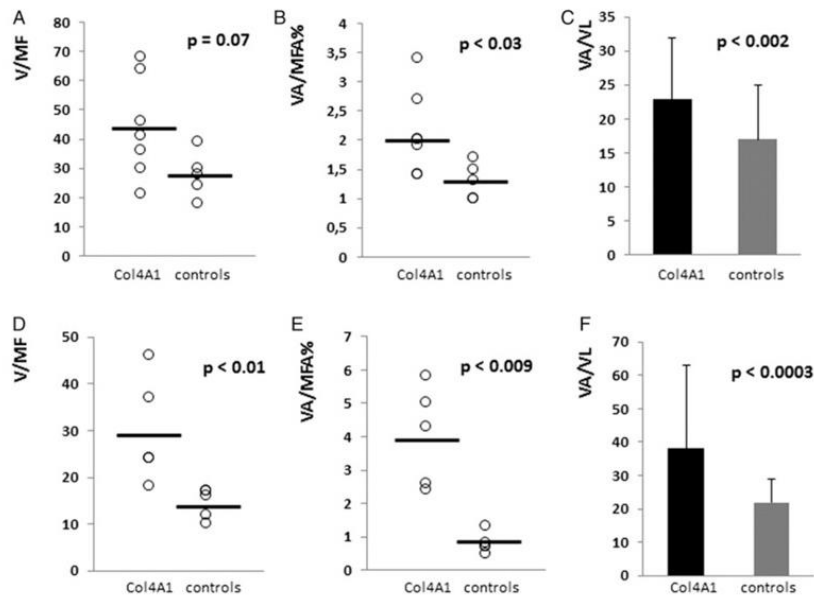 A
V/MF
p = 0.07
80
70
60
50
40
30
20
10
0
Col4A1 controls
B
VA/MFA%
p < 0.03
4
3,5
3
2,5
2
1,5
1
0,5
0
Col4A1 controls
C
VA/VL
p < 0.002
35
30
25
20
15
10
5
0
Col4A1 controls
D
V/MF
p < 0.01
50
40
30
20
10
0
Col4A1 controls
E
VA/MFA%
p < 0.009
7
6
5
4
3
2
1
0
Col4A1 controls
F
VA/VL
p < 0.0003
70
60
50
40
30
20
10
0
Col4A1 controls